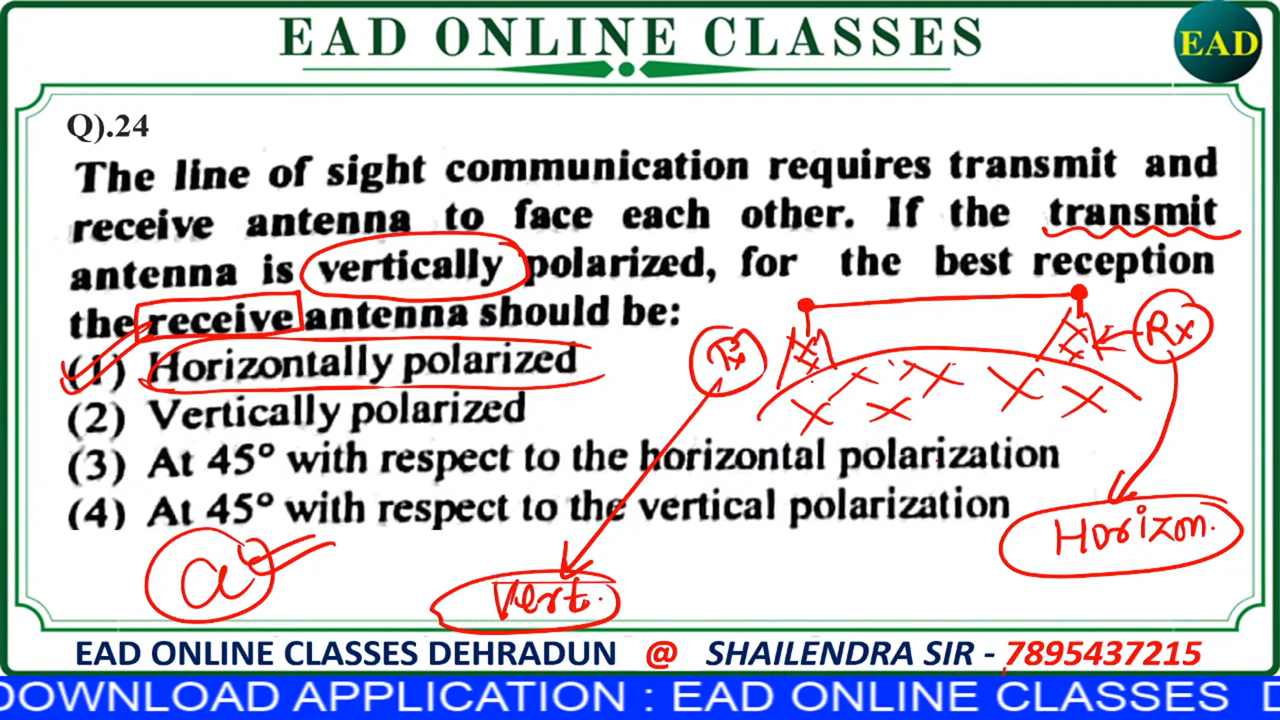 EAD ONLINE CLASSES
EAD
Q).24
The line of sight communication requires transmit and
receive antenna to face each other. If the transmit
antenna is vertically polarized, for the best reception
the receive antenna should be:
(1) Horizontally polarized
(2) Vertically polarized
(3) At 45° with respect to the horizontal polarization
(4) At 45° with respect to the vertical polarization
Tx
Rx
a
Vert.
Horizon.
EAD ONLINE CLASSES DEHRADUN @ SHAILENDRA SIR - 7895437215
DOWNLOAD APPLICATION : EAD ONLINE CLASSES D